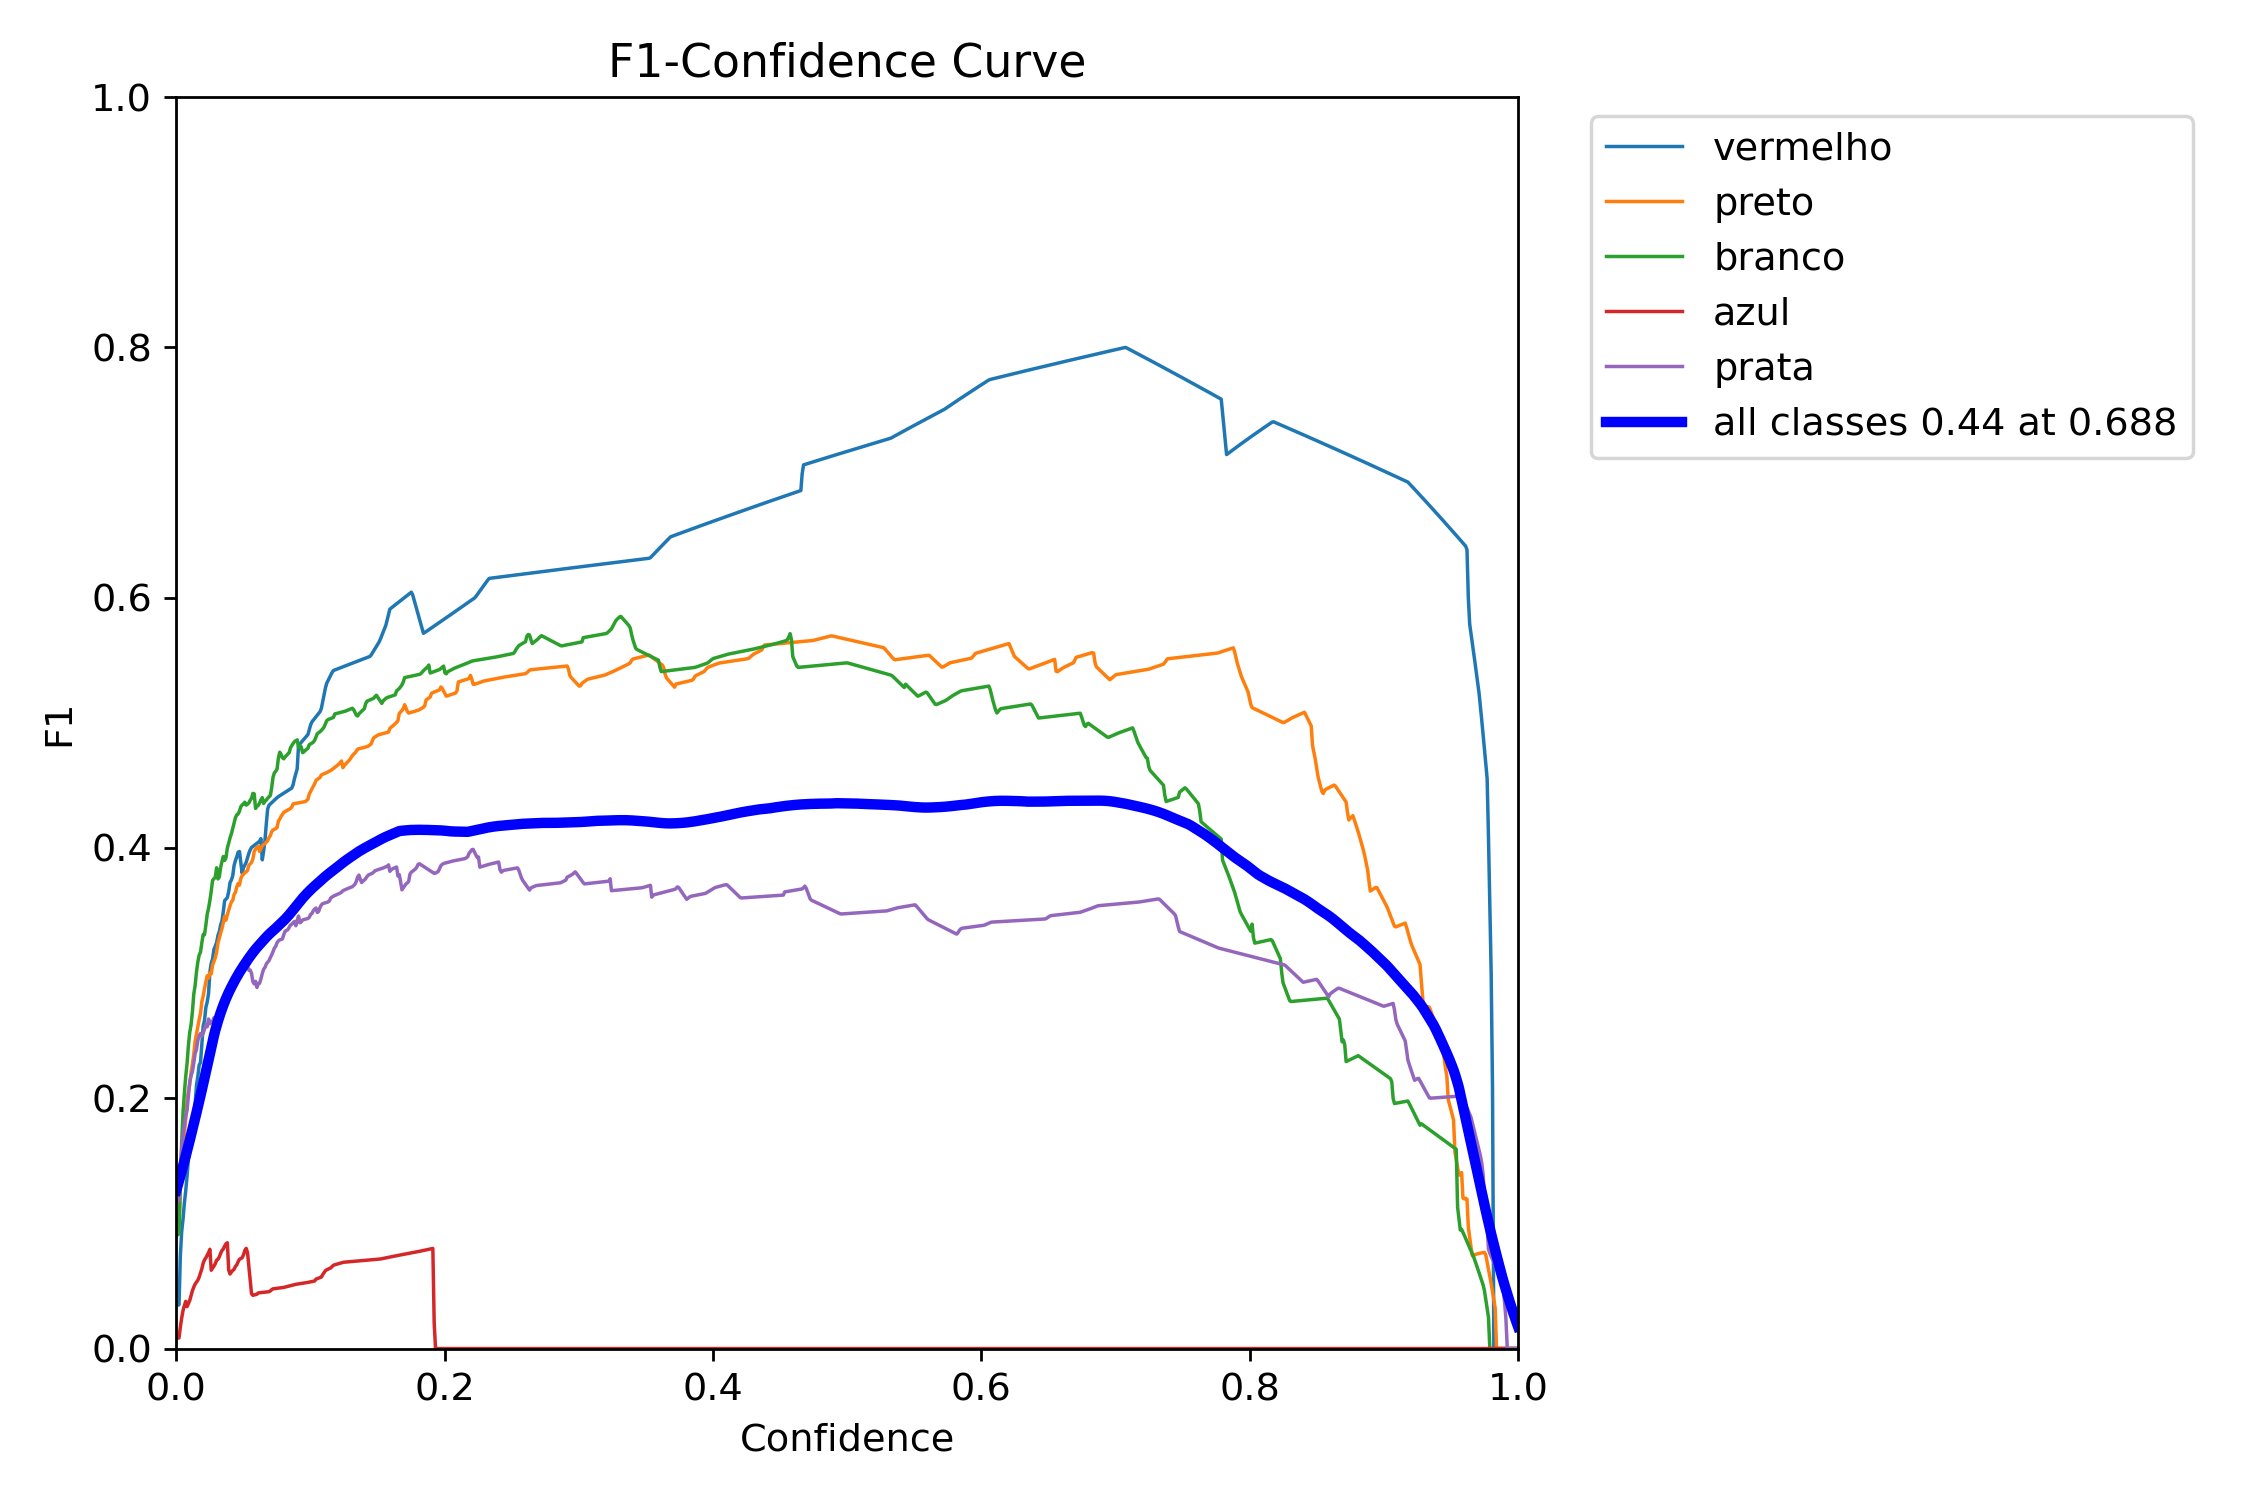 F1-Confidence Curve
1.0
0.8
0.6
0.4
0.2
0.0
F1
0.0 0.2 0.4 0.6 0.8 1.0
Confidence
vermelho
preto
branco
azul
prata
all classes 0.44 at 0.688